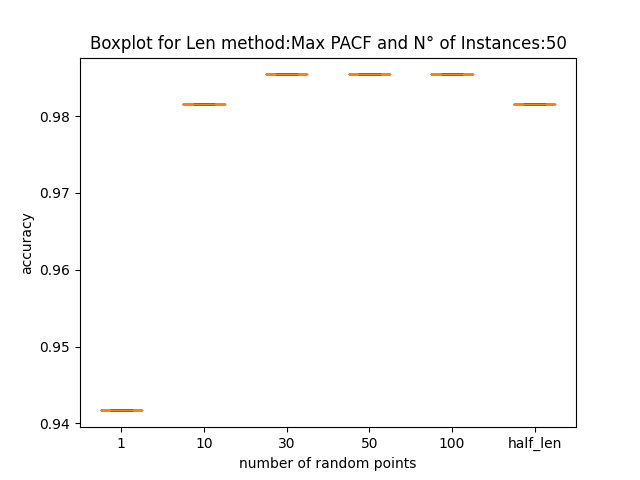 Boxplot for Len method:Max PACF and N° of Instances:50
0.98
0.97
0.96
0.95
0.94
accuracy
1 10 30 50 100 half_len
number of random points